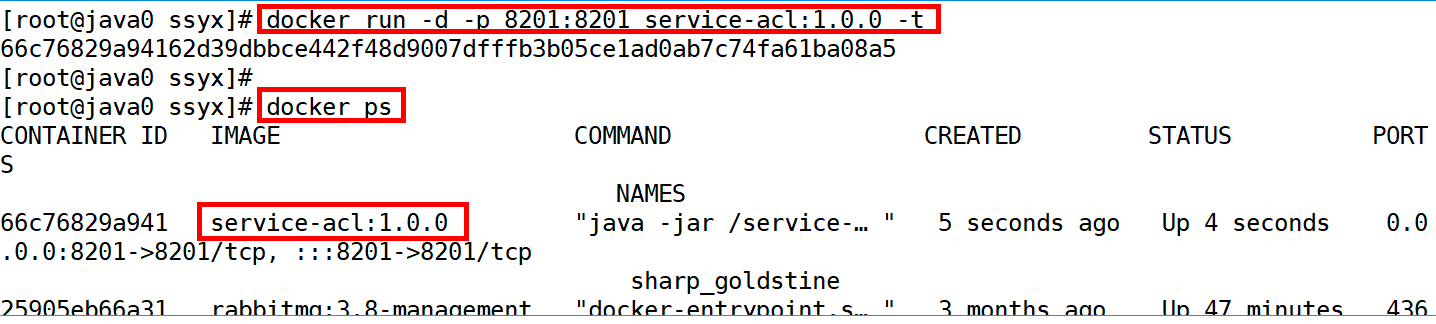 [root@java0 ssyx]# docker run -d -p 8201:8201 service-acl:1.0.0 -t
66c76829a94162d39dbbce442f48d9007dfffb3b05ce1ad0ab7c74fa61ba08a5
[root@java0 ssyx]#
[root@java0 ssyx]# docker ps
CONTAINER ID   IMAGE                     COMMAND                  CREATED         STATUS          PORT
S
NAMES
66c76829a941   service-acl:1.0.0         "java -jar /service-… "   5 seconds ago   Up 4 seconds    0.0
.0.0:8201->8201/tcp, :::8201->8201/tcp
sharp_goldstine
25905eb66a31   rabbitmq:3.8-management   "docker-entrypoint.s… "   3 months ago    Up 47 minutes   436